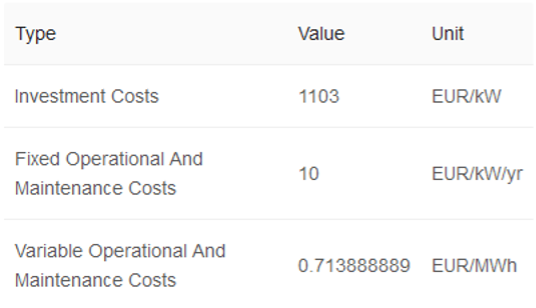 Type Value Unit
Investment Costs 1103 EUR/kW
Fixed Operational And
Maintenance Costs 10 EUR/kW/yr
Variable Operational And
Maintenance Costs 0.713888889 EUR/MWh